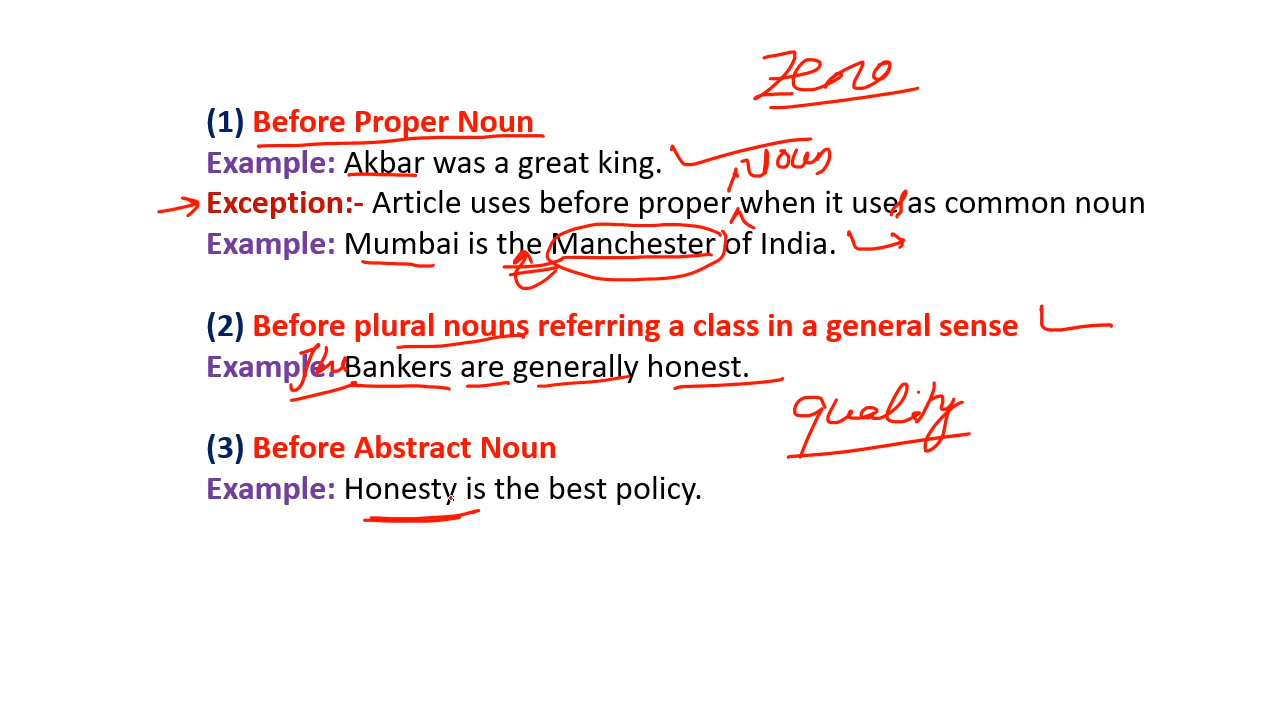 Zero
(1) Before Proper Noun
Example: Akbar was a great king.
noun
Exception:- Article uses before proper when it used as common noun
Example: Mumbai is the Manchester of India.
(2) Before plural nouns referring a class in a general sense
Example: The Bankers are generally honest.
quality
(3) Before Abstract Noun
Example: Honesty is the best policy.